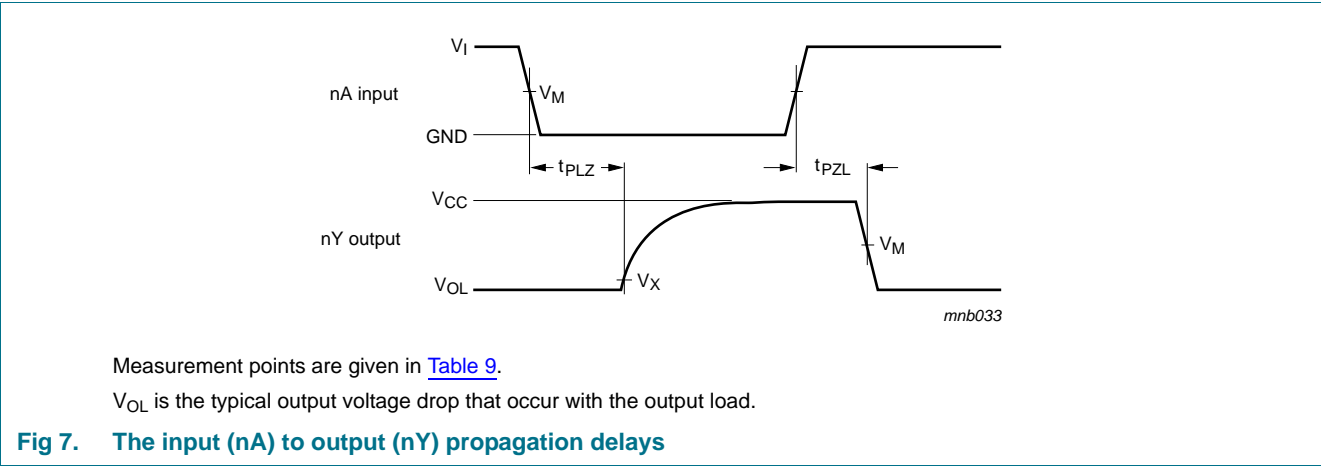 VI
nA input
VM
GND
tPLZ
tPZL
VCC
nY output
VM
VX
VOL
mnb033
Measurement points are given in Table 9.
VOL is the typical output voltage drop that occur with the output load.
Fig 7. The input (nA) to output (nY) propagation delays